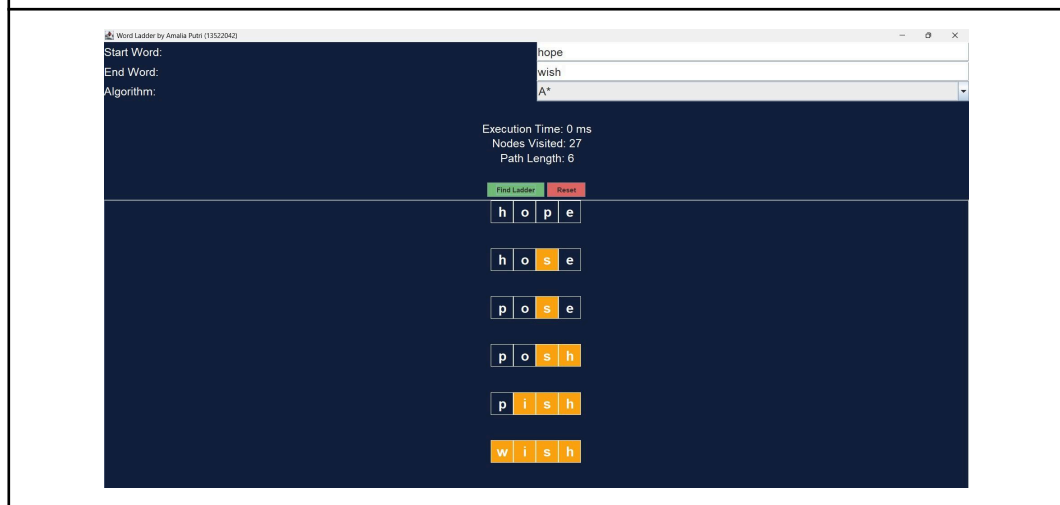 Word Ladder by Amalia Putri (13522042)
Start Word: hope
End Word: wish
Algorithm: A*
Execution Time: 0 ms
Nodes Visited: 27
Path Length: 6
Find Ladder Reset
h o p e
h o s e
p o s e
p o s h
p i s h
w i s h